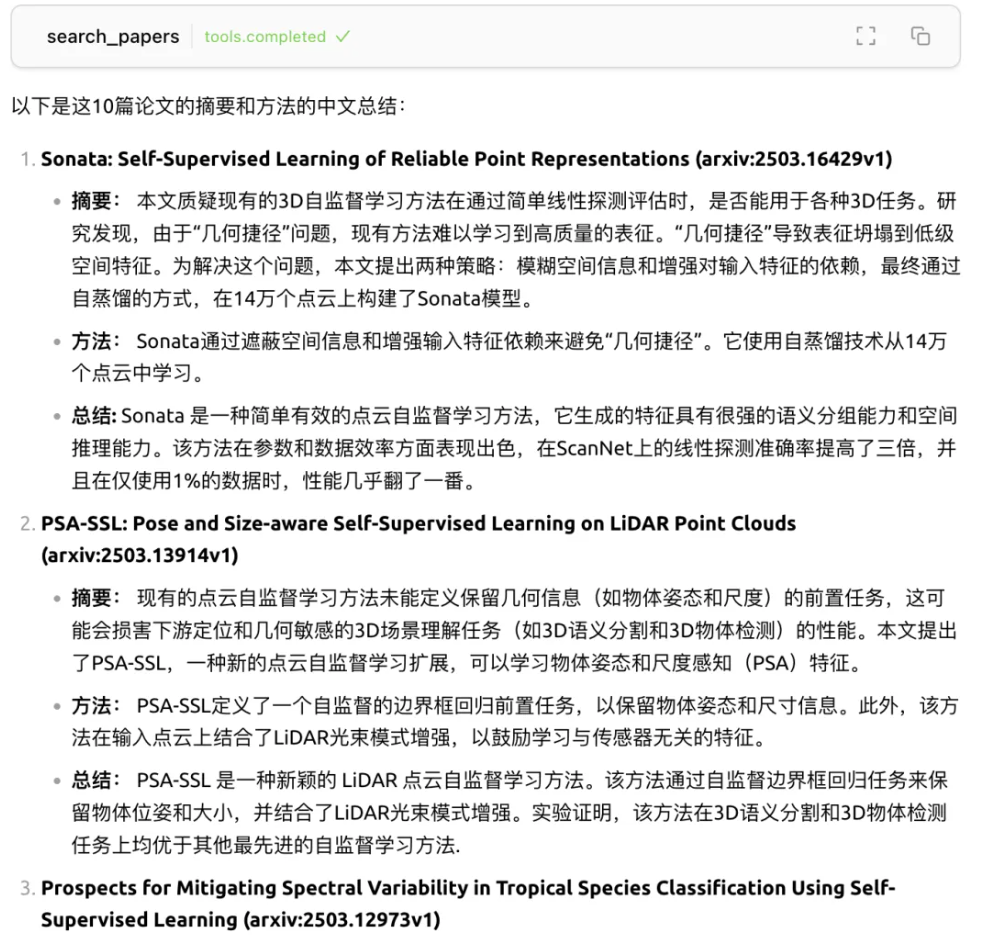 search_papers tools.completed ✓
以下是这10篇论文的摘要和方法的中文总结：
1. Sonata: Self-Supervised Learning of Reliable Point Representations (arxiv:2503.16429v1)
• 摘要： 本文质疑现有的3D自监督学习方法在通过简单线性探测评估时，是否能用于各种3D任务。研
究发现，由于“几何捷径”问题，现有方法难以学习到高质量的表征。“几何捷径”导致表征坍塌到低级
空间特征。为解决这个问题，本文提出两种策略：模糊空间信息和增强对输入特征的依赖，最终通过
自蒸馏的方式，在14万个点云上构建了Sonata模型。
• 方法： Sonata通过遮蔽空间信息和增强输入特征依赖来避免“几何捷径”。它使用自蒸馏技术从14万
个点云中学习。
• 总结: Sonata 是一种简单有效的点云自监督学习方法，它生成的特征具有很强的语义分组能力和空间
推理能力。该方法在参数和数据效率方面表现出色，在ScanNet上的线性探测准确率提高了三倍，并
且在仅使用1%的数据时，性能几乎翻了一番。
2. PSA-SSL: Pose and Size-aware Self-Supervised Learning on LiDAR Point Clouds
(arxiv:2503.13914v1)
• 摘要： 现有的点云自监督学习方法未能定义保留几何信息（如物体姿态和尺度）的前置任务，这可
能会损害下游定位和几何敏感的3D场景理解任务（如3D语义分割和3D物体检测）的性能。本文提出
了PSA-SSL，一种新的点云自监督学习扩展，可以学习物体姿态和尺度感知（PSA）特征。
• 方法： PSA-SSL定义了一个自监督的边界框回归前置任务，以保留物体姿态和尺寸信息。此外，该方
法在输入点云上结合了LiDAR光束模式增强，以鼓励学习与传感器无关的特征。
• 总结： PSA-SSL 是一种新颖的 LiDAR 点云自监督学习方法。该方法通过自监督边界框回归任务来保
留物体位姿和大小，并结合了LiDAR光束模式增强。实验证明，该方法在3D语义分割和3D物体检测
任务上均优于其他最先进的自监督学习方法.
3. Prospects for Mitigating Spectral Variability in Tropical Species Classification Using Self-
Supervised Learning (arxiv:2503.12973v1)